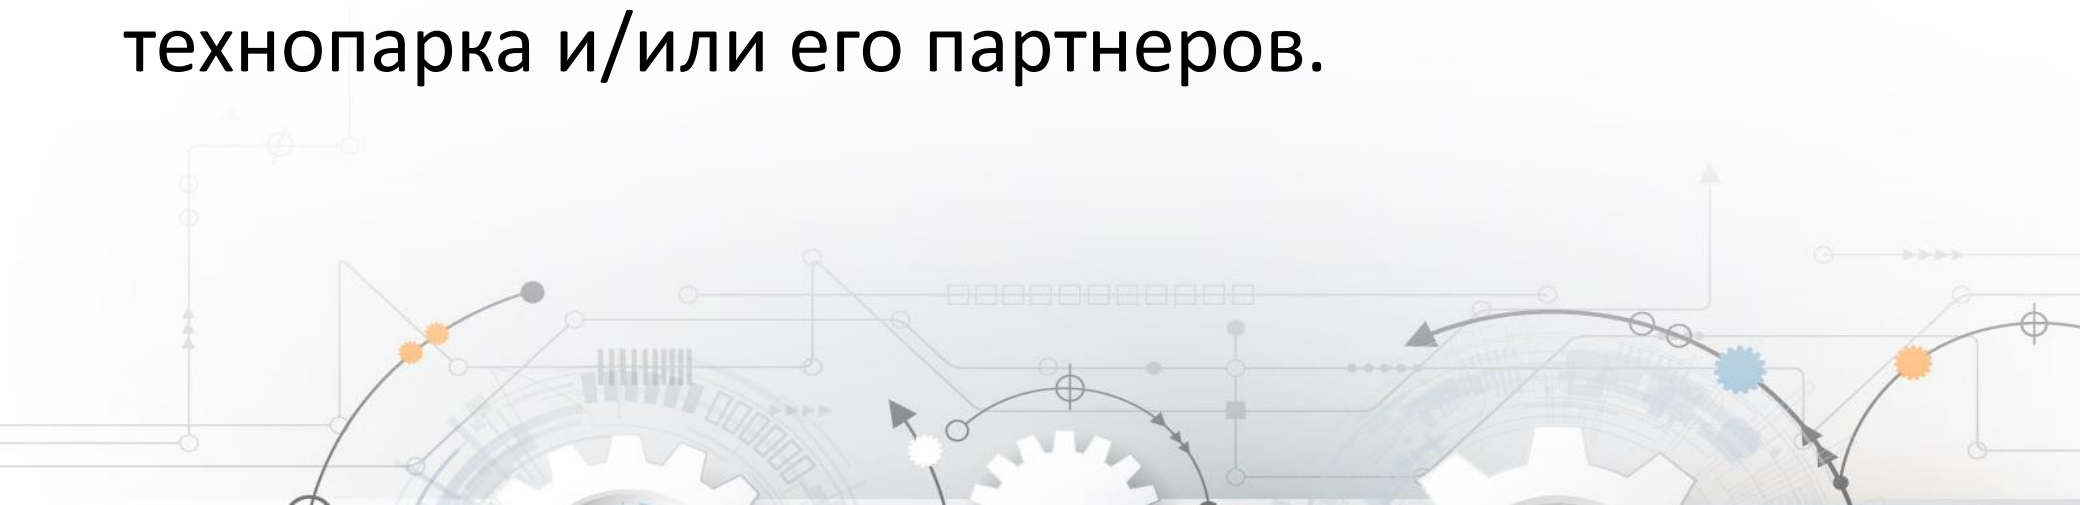 технопарка и/или его партнеров.